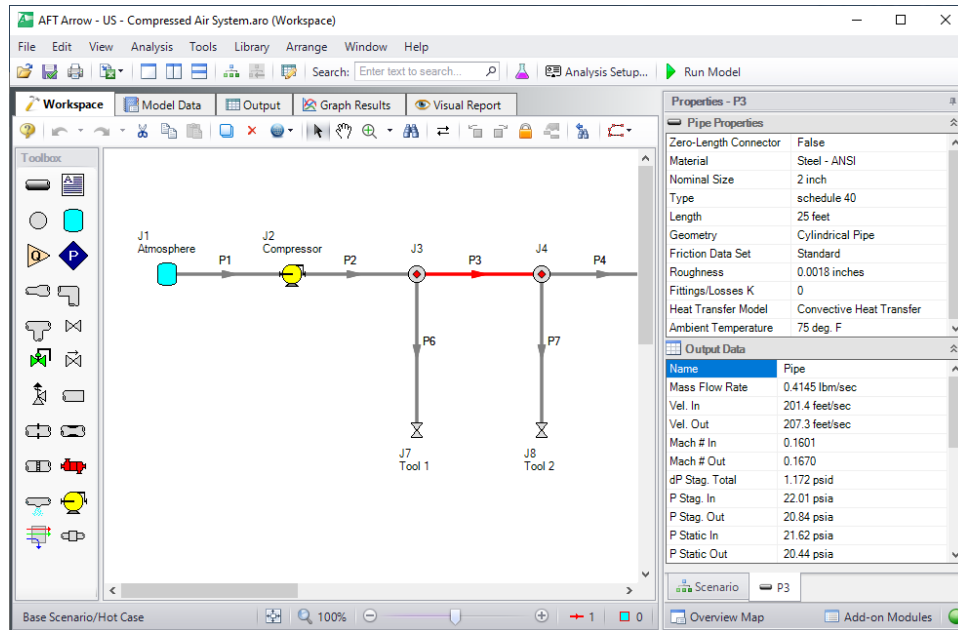 AFT Arrow - US - Compressed Air System.aro (Workspace)
File Edit View Analysis Tools Library Arrange Window Help
Search: Enter text to search... Analysis Setup... Run Model
Workspace Model Data Output Graph Results Visual Report
Toolbox
A
Q
P
J1
Atmosphere
P1
J2
Compressor
P2
J3
P3
J4
P4
P6
P7
J7
Tool 1
J8
Tool 2
Properties - P3
Pipe Properties
Zero-Length Connector False
Material Steel - ANSI
Nominal Size 2 inch
Type schedule 40
Length 25 feet
Geometry Cylindrical Pipe
Friction Data Set Standard
Roughness 0.0018 inches
Fittings/Losses K 0
Heat Transfer Model Convective Heat Transfer
Ambient Temperature 75 deg. F
Output Data
Name Pipe
Mass Flow Rate 0.4145 lbm/sec
Vel. In 201.4 feet/sec
Vel. Out 207.3 feet/sec
Mach # In 0.1601
Mach # Out 0.1670
dP Stag. Total 1.172 psid
P Stag. In 22.01 psia
P Stag. Out 20.84 psia
P Static In 21.62 psia
P Static Out 20.44 psia
Scenario P3
Base Scenario/Hot Case 100% 1 0 Overview Map Add-on Modules